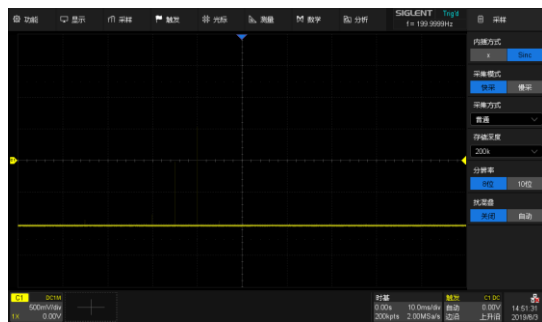 功能 显示 采样 触发 光标 测量 数学 分析 SIGLENT Trig'd 采样
f = 199.9999Hz
内插方式
x Sinc
采集模式
快采 慢采
采集方式
普通
存储深度
200k
分辨率
8位 10位
抗混叠
关闭 自动
C1 DC1M
500mV/div
1X 0.00V
时基
0.00s 10.0ms/div
200kpts 2.00MSa/s
触发 C1 DC
自动 0.00V
边沿 上升沿
14:51:31
2019/8/3